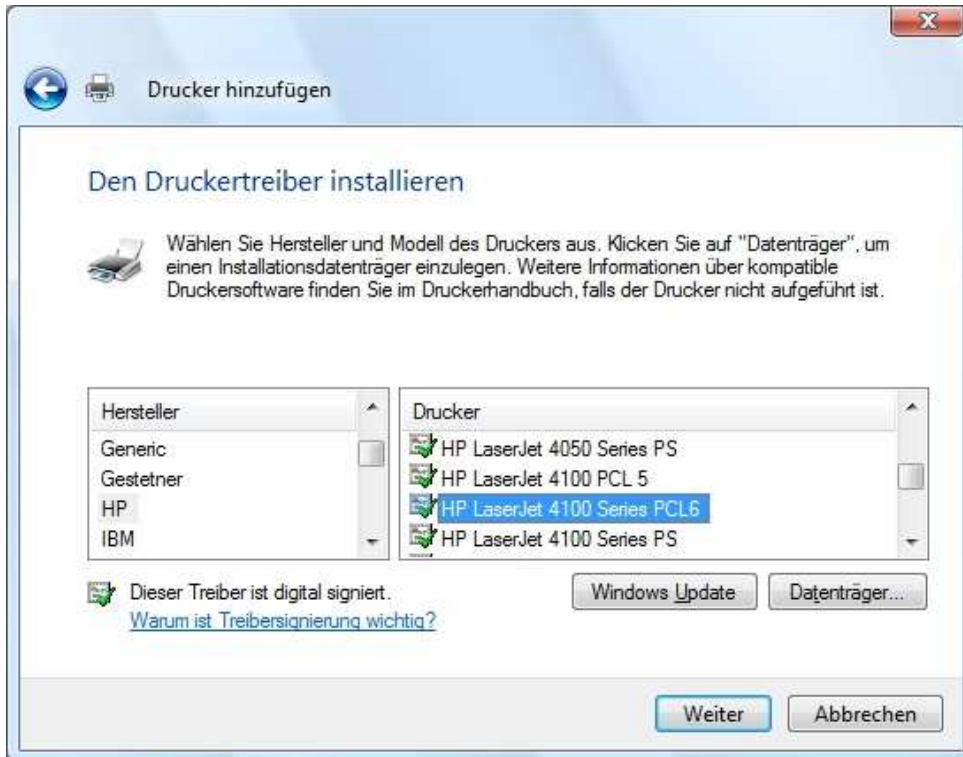 Drucker hinzufügen
Den Druckertreiber installieren
Wählen Sie Hersteller und Modell des Druckers aus. Klicken Sie auf "Datenträger", um
einen Installationsdatenträger einzulegen. Weitere Informationen über kompatible
Druckersoftware finden Sie im Druckerhandbuch, falls der Drucker nicht aufgeführt ist.
Hersteller
Generic
Gestetner
HP
IBM
Drucker
HP LaserJet 4050 Series PS
HP LaserJet 4100 PCL 5
HP LaserJet 4100 Series PCL6
HP LaserJet 4100 Series PS
Dieser Treiber ist digital signiert.
Warum ist Treibersignierung wichtig?
Windows Update
Datenträger...
Weiter
Abbrechen